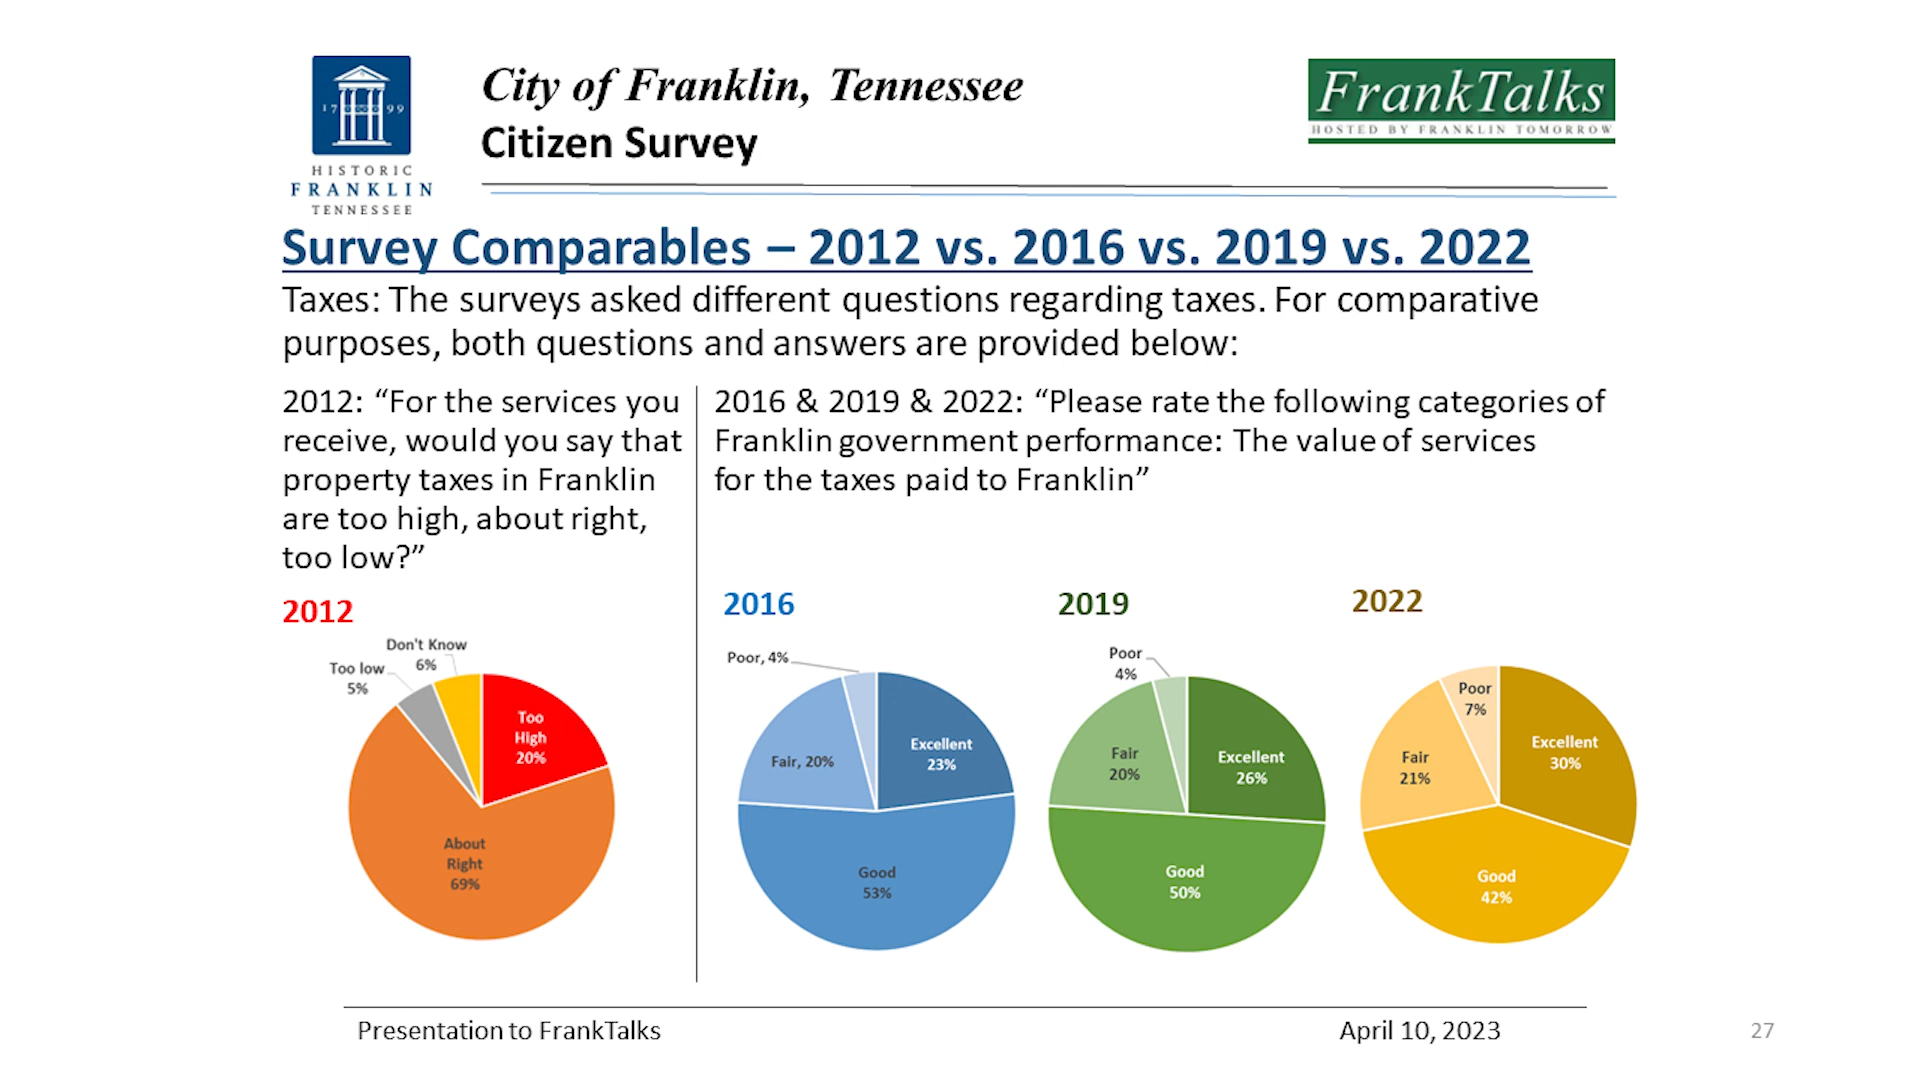 17 99
HISTORIC
FRANKLIN
TENNESSEE
City of Franklin, Tennessee
Citizen Survey
FrankTalks
HOSTED BY FRANKLIN TOMORROW
Survey Comparables – 2012 vs. 2016 vs. 2019 vs. 2022
Taxes: The surveys asked different questions regarding taxes. For comparative
purposes, both questions and answers are provided below:
2012: “For the services you
receive, would you say that
property taxes in Franklin
are too high, about right,
too low?”
2012
Don't Know
6%
Too low
5%
Too
High
20%
About
Right
69%
2016 & 2019 & 2022: “Please rate the following categories of
Franklin government performance: The value of services
for the taxes paid to Franklin”
2016
Poor, 4%
Excellent
23%
Fair, 20%
Good
53%
2019
Poor
4%
Excellent
26%
Fair
20%
Good
50%
2022
Poor
7%
Excellent
30%
Fair
21%
Good
42%
Presentation to FrankTalks
April 10, 2023
27